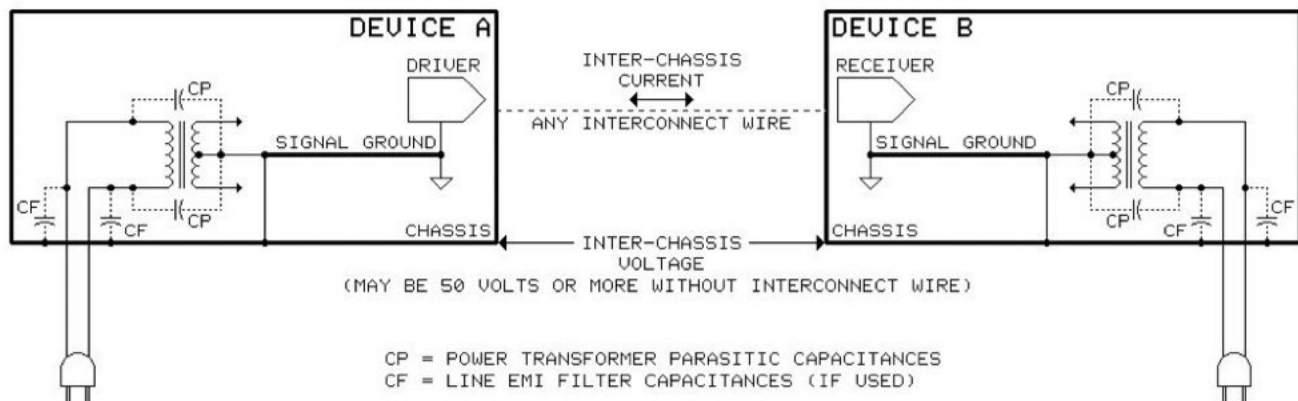 DEVICE A
DEVICE B
DRIVER
INTER-CHASSIS
CURRENT
RECEIVER
CP
CP
ANY INTERCONNECT WIRE
SIGNAL GROUND
SIGNAL GROUND
CF
CP
CF
CP
CF
CF
CHASSIS
INTER-CHASSIS
VOLTAGE
CHASSIS
(MAY BE 50 VOLTS OR MORE WITHOUT INTERCONNECT WIRE)
CP = POWER TRANSFORMER PARASITIC CAPACITANCES
CF = LINE EMI FILTER CAPACITANCES (IF USED)